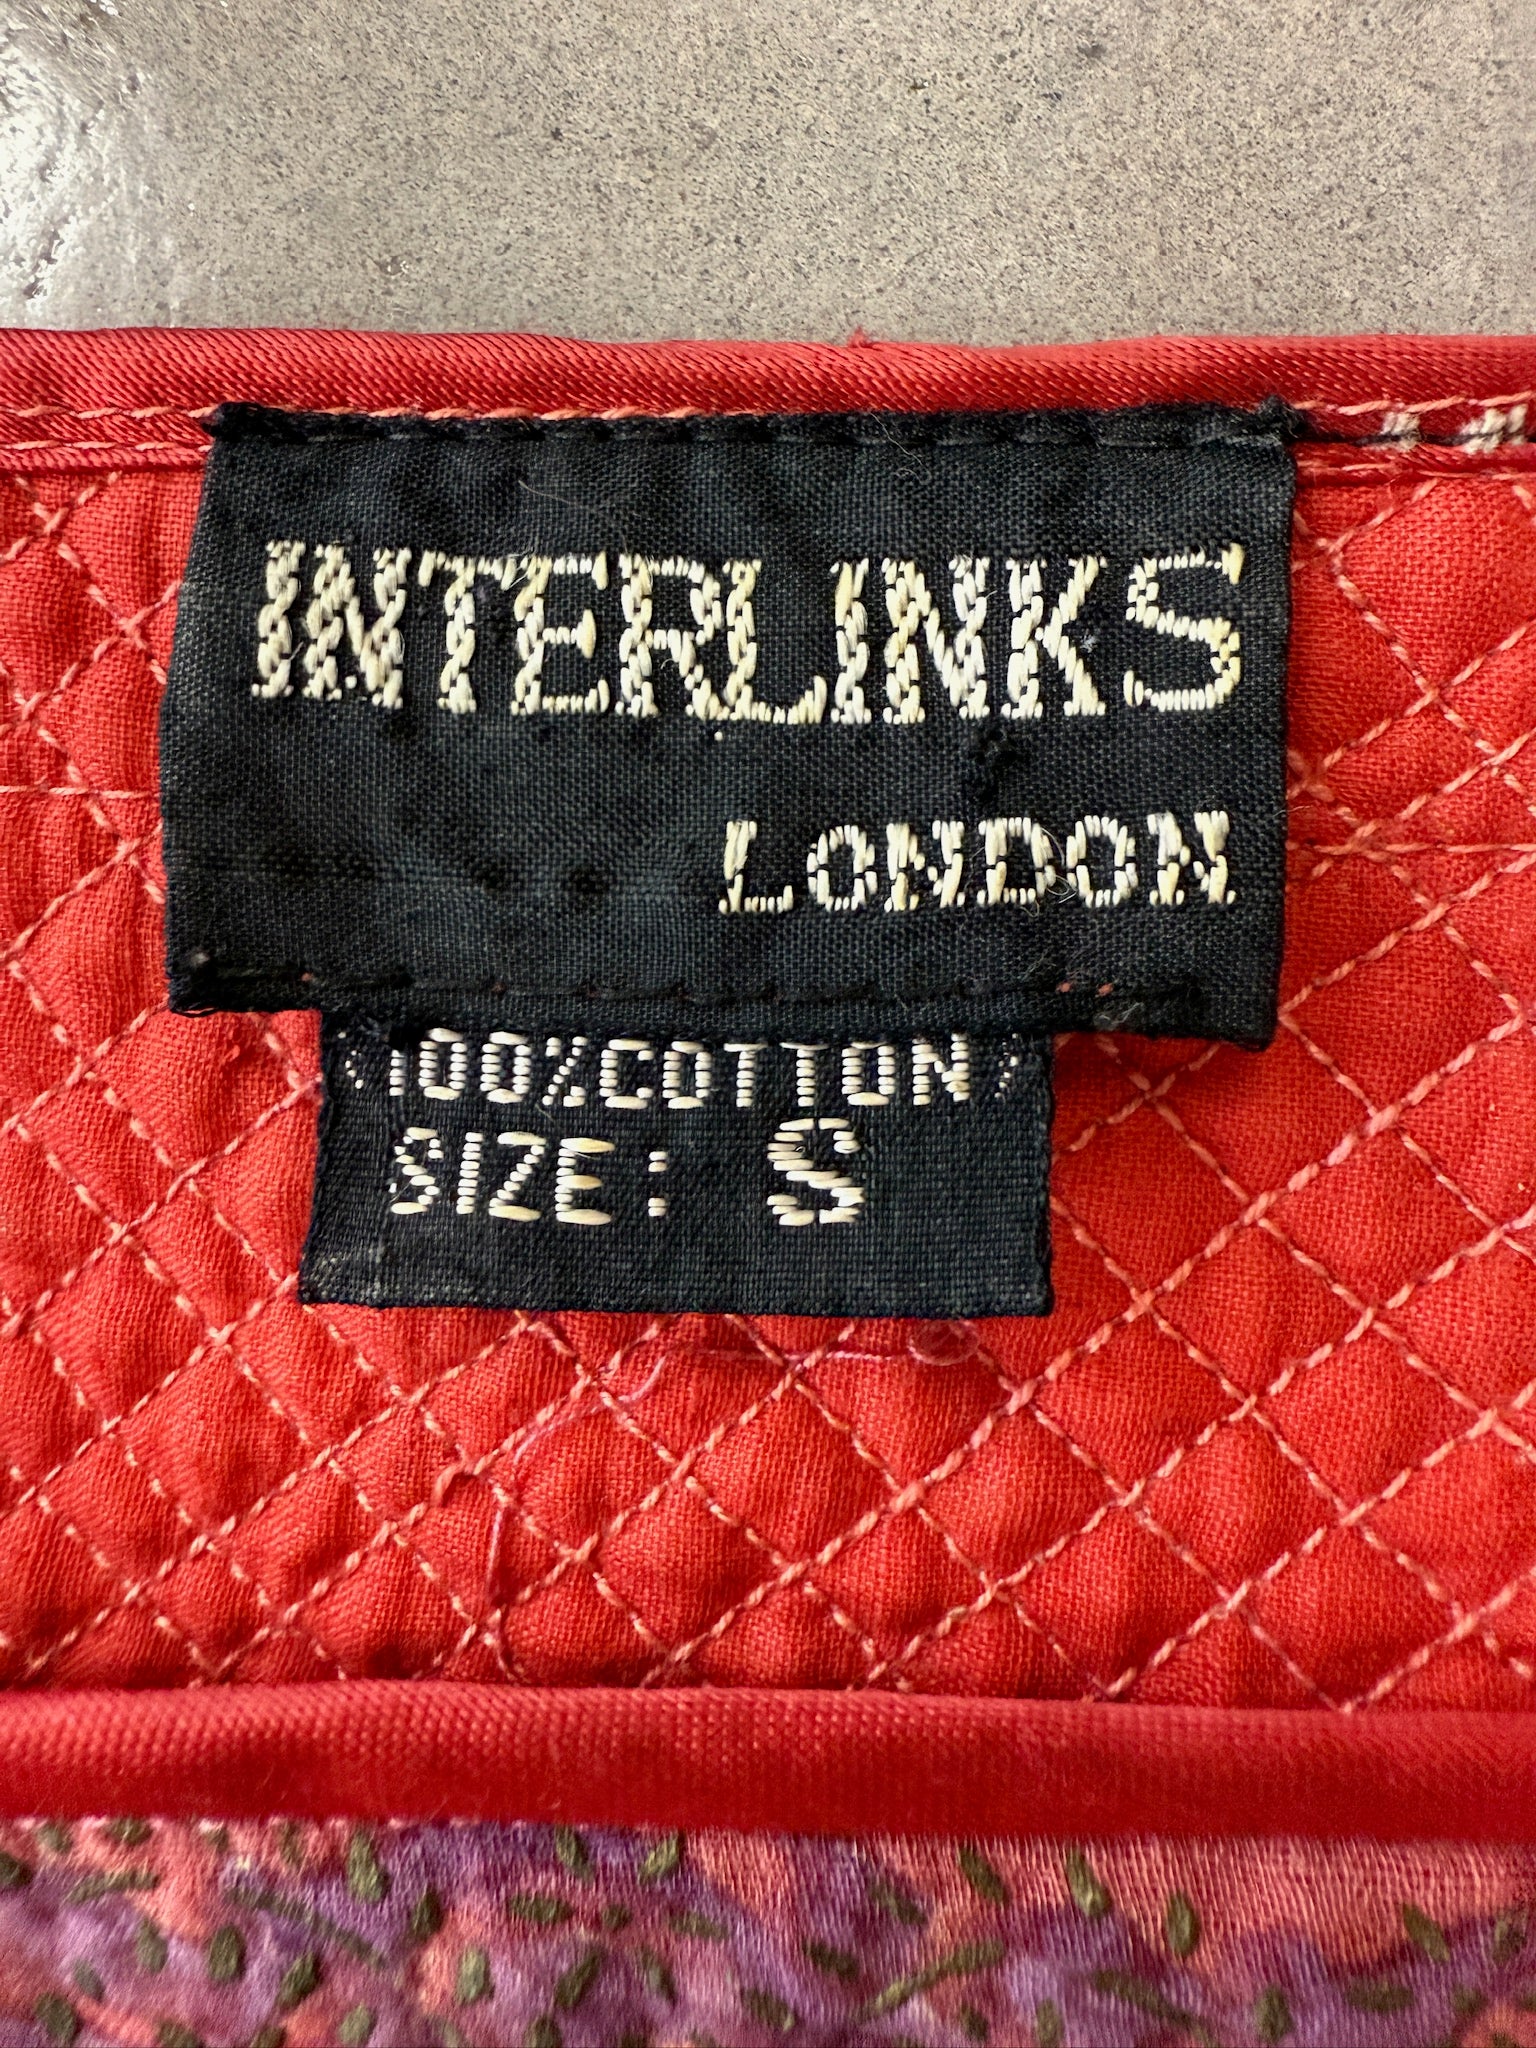 INTERLINKS
LONDON
100%COTTON
SIZE: S